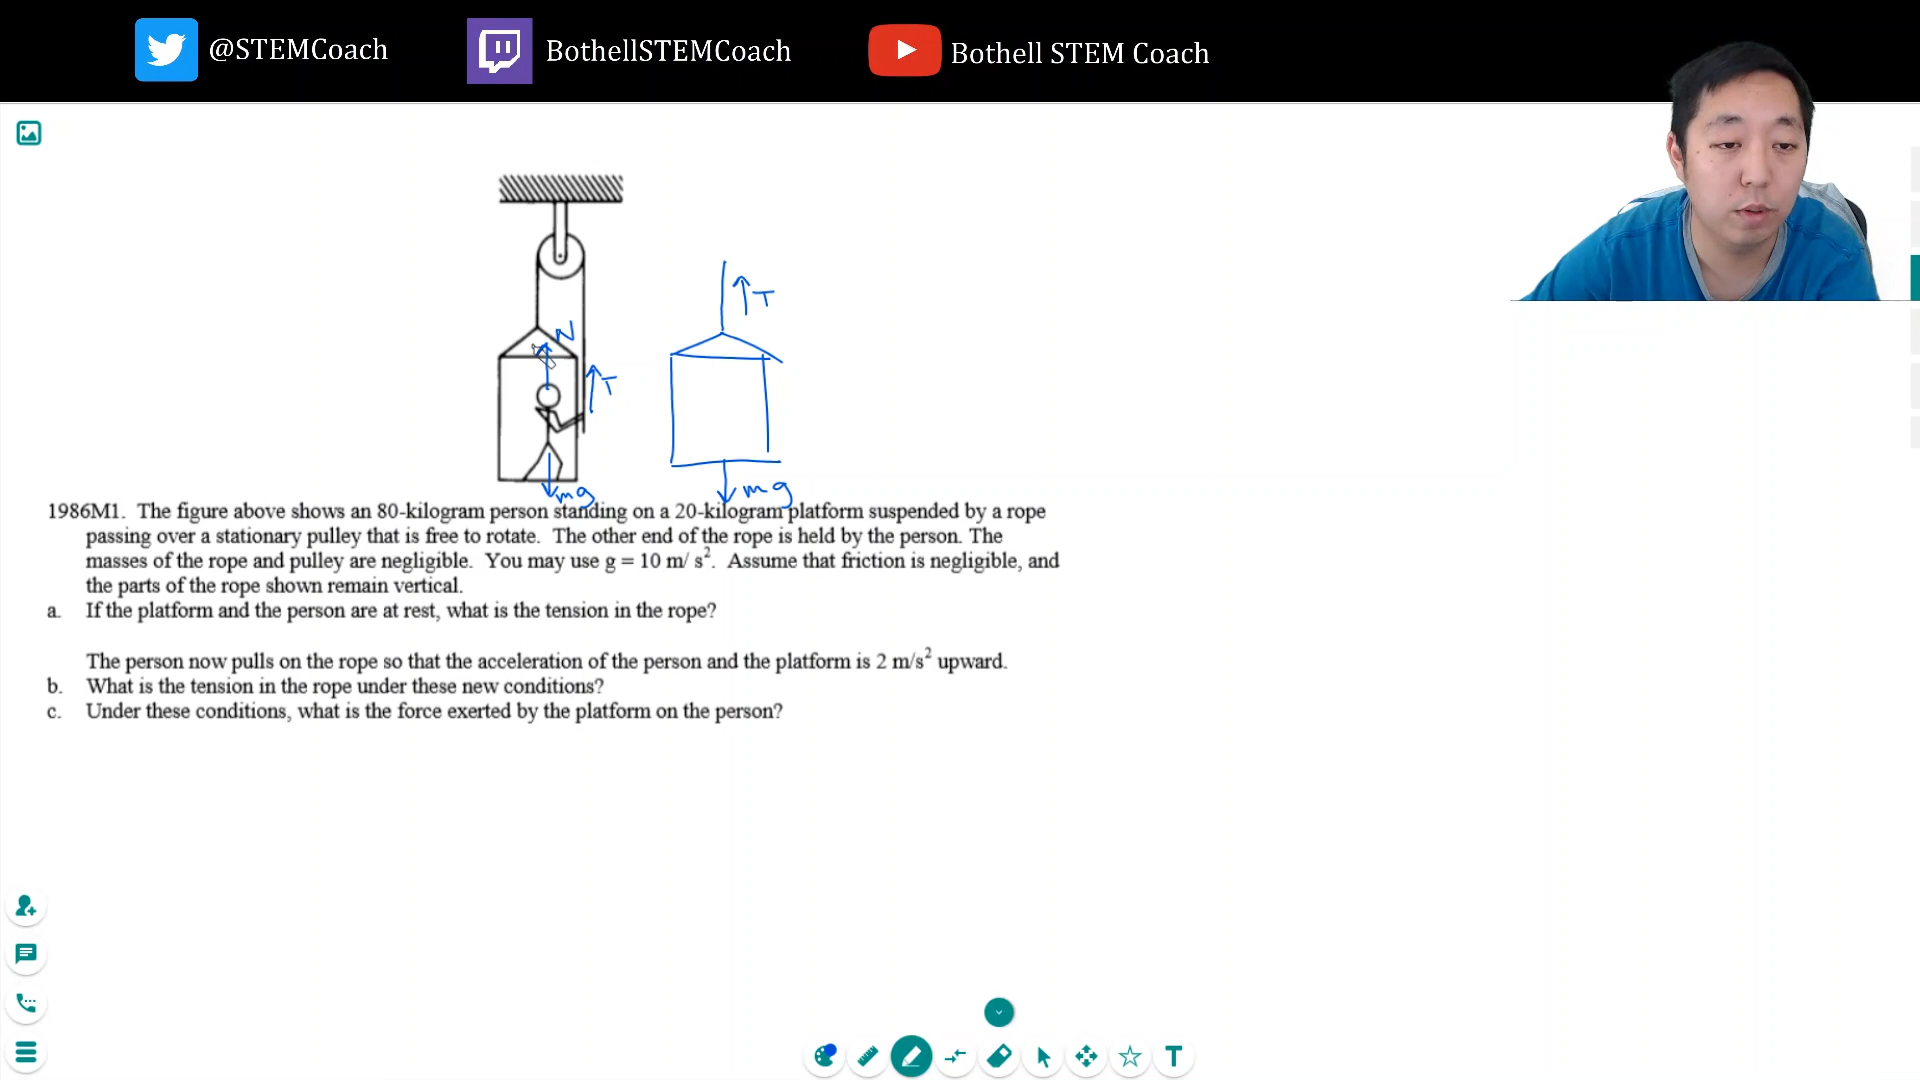 @STEMCoach
BothellSTEMCoach
Bothell STEM Coach
T
N
T
mg
mg
1986M1. The figure above shows an 80-kilogram person standing on a 20-kilogram platform suspended by a rope
passing over a stationary pulley that is free to rotate. The other end of the rope is held by the person. The
masses of the rope and pulley are negligible. You may use g = 10 m/ s². Assume that friction is negligible, and
the parts of the rope shown remain vertical.
a. If the platform and the person are at rest, what is the tension in the rope?
The person now pulls on the rope so that the acceleration of the person and the platform is 2 m/s² upward.
b. What is the tension in the rope under these new conditions?
c. Under these conditions, what is the force exerted by the platform on the person?
T